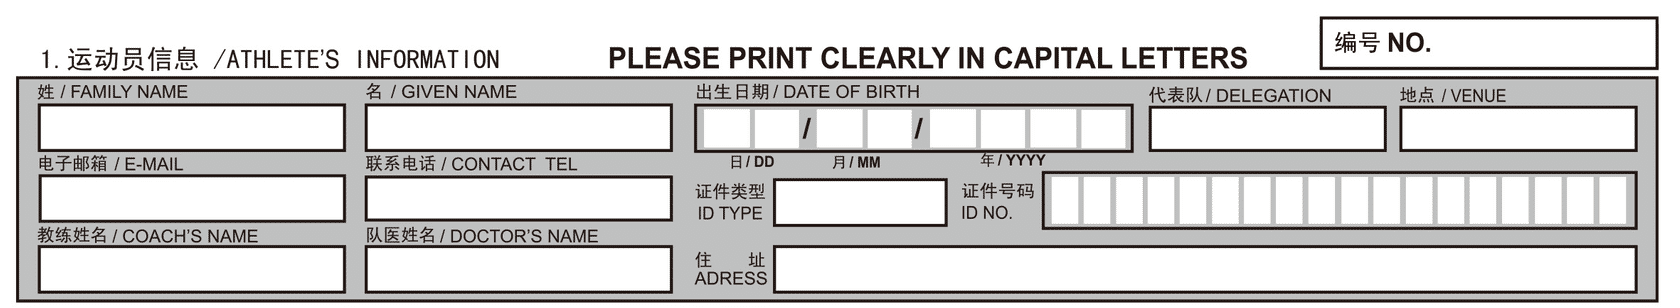 编号 NO.
1. 运动员信息 /ATHLETE'S INFORMATION PLEASE PRINT CLEARLY IN CAPITAL LETTERS
姓 / FAMILY NAME 名 / GIVEN NAME 出生日期 / DATE OF BIRTH 代表队 / DELEGATION 地点 / VENUE
/ /
日 / DD 月 / MM 年 / YYYY
电子邮箱 / E-MAIL 联系电话 / CONTACT TEL
证件类型 证件号码
ID TYPE ID NO.
教练姓名 / COACH'S NAME 队医姓名 / DOCTOR'S NAME
住 址
ADRESS